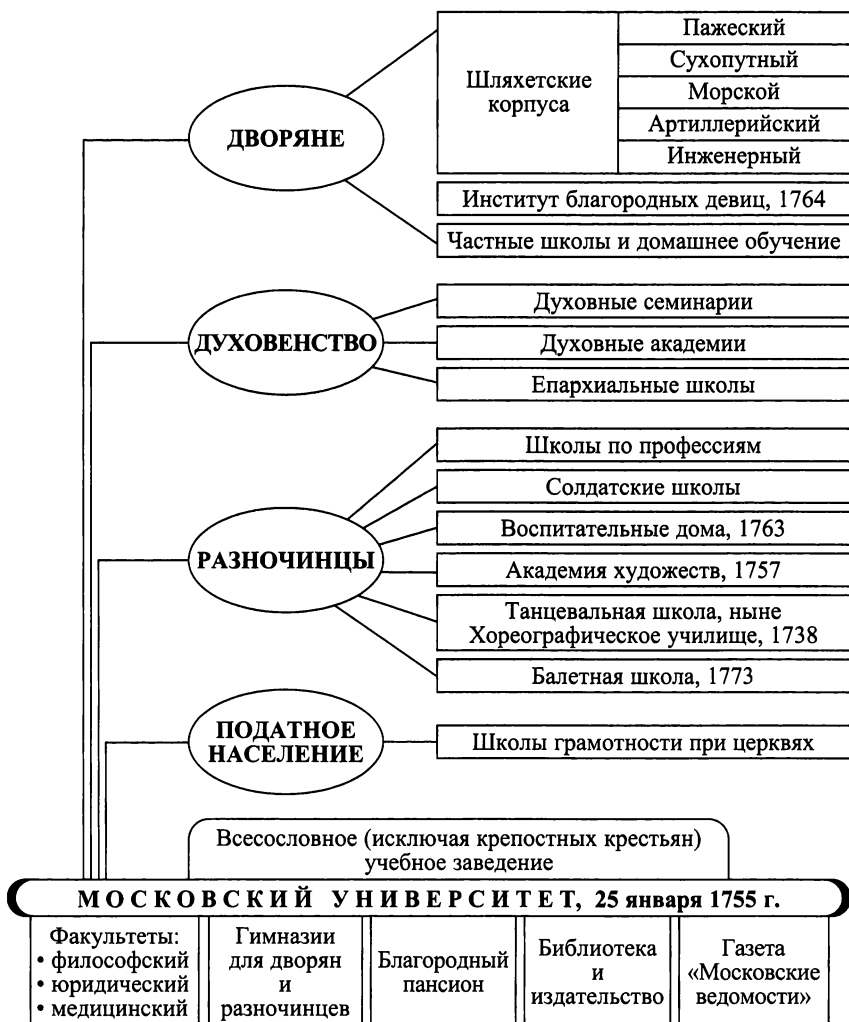 ДВОРЯНЕ
Шляхетские
корпуса
Пажеский
Сухопутный
Морской
Артиллерийский
Инженерный
Институт благородных девиц, 1764
Частные школы и домашнее обучение
ДУХОВЕНСТВО
Духовные семинарии
Духовные академии
Епархиальные школы
РАЗНОЧИНЦЫ
Школы по профессиям
Солдатские школы
Воспитательные дома, 1763
Академия художеств, 1757
Танцевальная школа, ныне
Хореографическое училище, 1738
Балетная школа, 1773
ПОДАТНОЕ
НАСЕЛЕНИЕ
Школы грамотности при церквях
Всесословное (исключая крепостных крестьян)
учебное заведение
МОСКОВСКИЙ УНИВЕРСИТЕТ, 25 января 1755 г.
Факультеты:
• философский
• юридический
• медицинский
Гимназии
для дворян
и
разночинцев
Благородный
пансион
Библиотека
и
издательство
Газета
«Московские
ведомости»